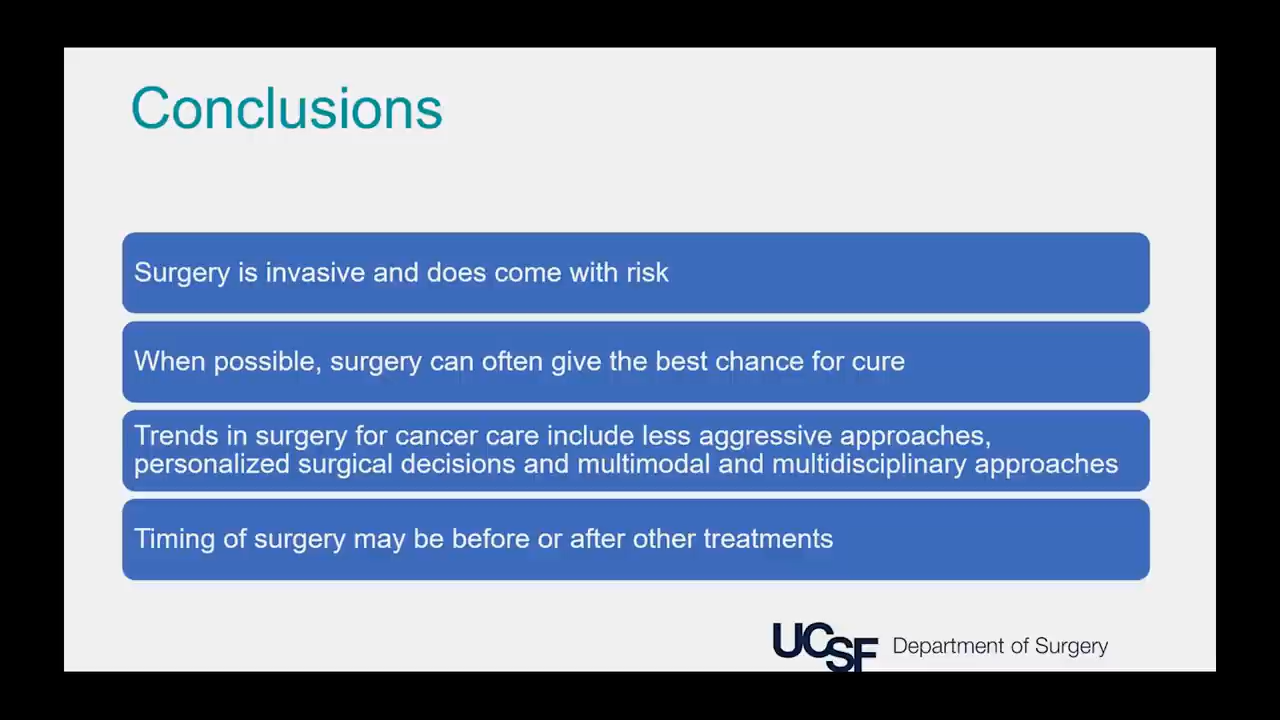 Conclusions
Surgery is invasive and does come with risk
When possible, surgery can often give the best chance for cure
Trends in surgery for cancer care include less aggressive approaches,
personalized surgical decisions and multimodal and multidisciplinary approaches
Timing of surgery may be before or after other treatments
UCSF Department of Surgery